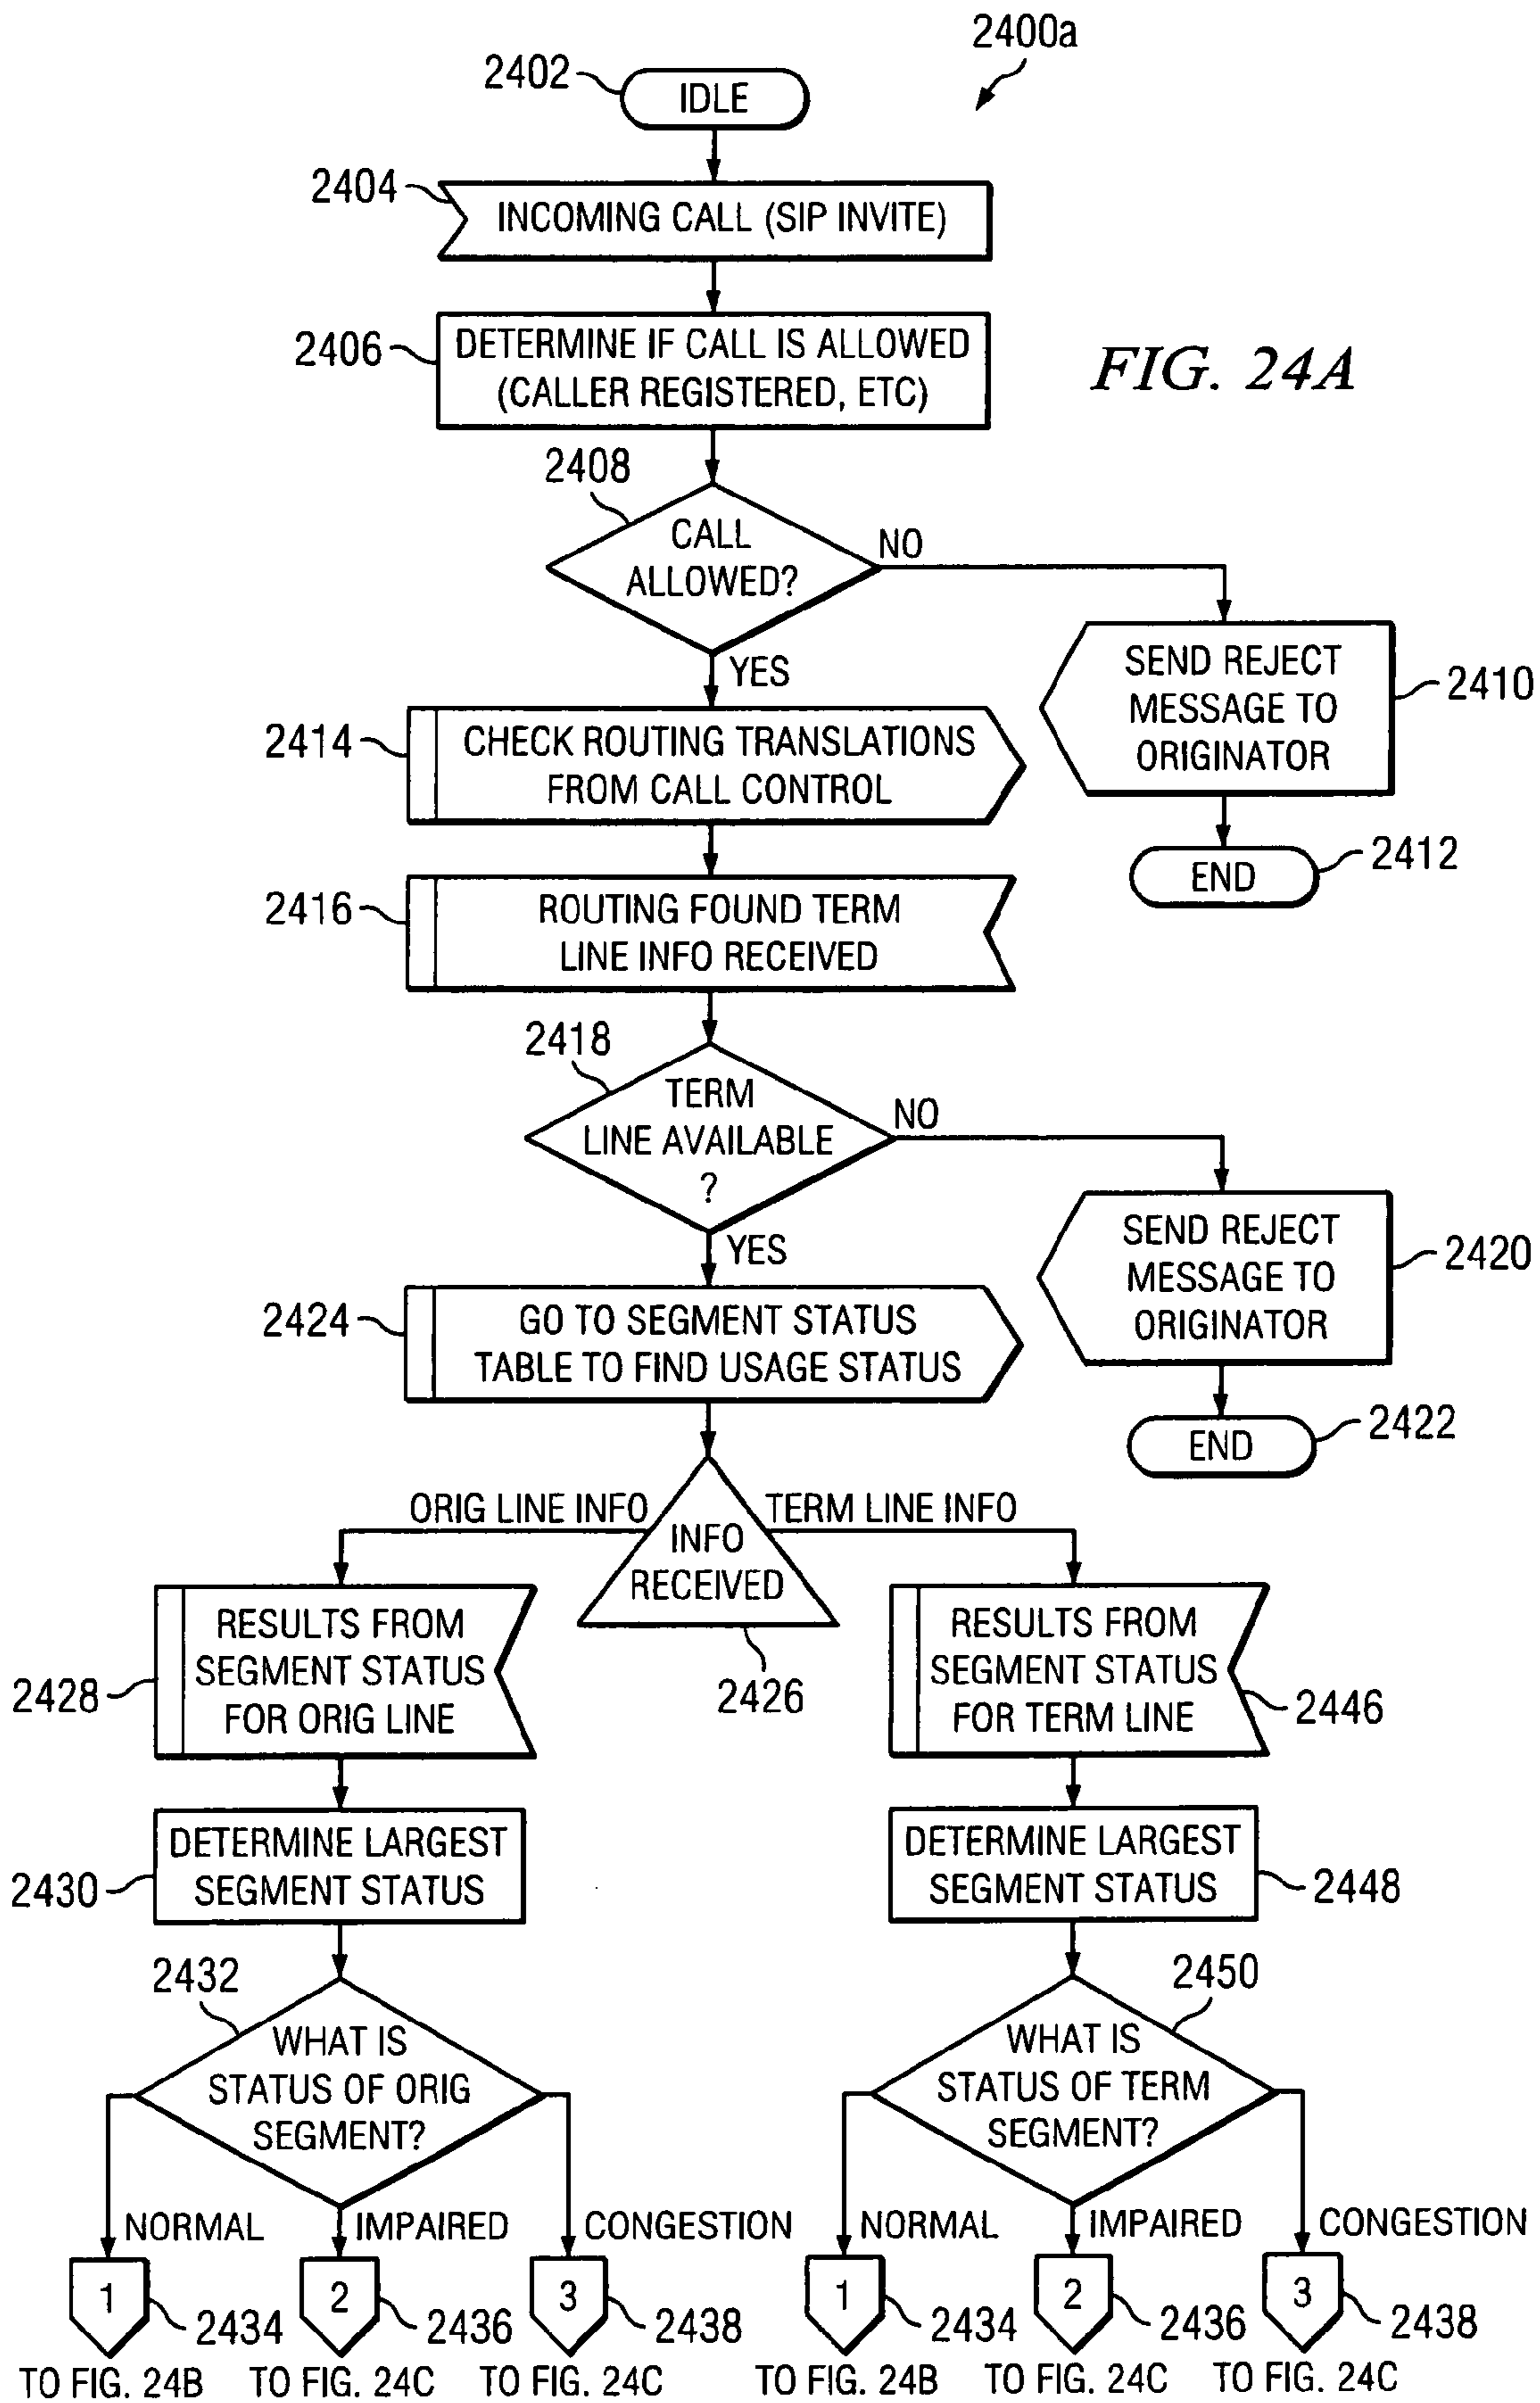 2400a
2402
IDLE
2404
INCOMING CALL (SIP INVITE)
2406
DETERMINE IF CALL IS ALLOWED
(CALLER REGISTERED, ETC)
FIG. 24A
2408
CALL
ALLOWED?
NO
YES
SEND REJECT
MESSAGE TO
ORIGINATOR
2410
END
2412
2414
CHECK ROUTING TRANSLATIONS
FROM CALL CONTROL
2416
ROUTING FOUND TERM
LINE INFO RECEIVED
2418
TERM
LINE AVAILABLE
?
NO
YES
SEND REJECT
MESSAGE TO
ORIGINATOR
2420
END
2422
2424
GO TO SEGMENT STATUS
TABLE TO FIND USAGE STATUS
ORIG LINE INFO
TERM LINE INFO
INFO
RECEIVED
2426
2428
RESULTS FROM
SEGMENT STATUS
FOR ORIG LINE
RESULTS FROM
SEGMENT STATUS
FOR TERM LINE
2446
2430
DETERMINE LARGEST
SEGMENT STATUS
DETERMINE LARGEST
SEGMENT STATUS
2448
2432
WHAT IS
STATUS OF ORIG
SEGMENT?
2450
WHAT IS
STATUS OF TERM
SEGMENT?
NORMAL
IMPAIRED
CONGESTION
NORMAL
IMPAIRED
CONGESTION
1
2434
2
2436
3
2438
1
2434
2
2436
3
2438
TO FIG. 24B
TO FIG. 24C
TO FIG. 24C
TO FIG. 24B
TO FIG. 24C
TO FIG. 24C